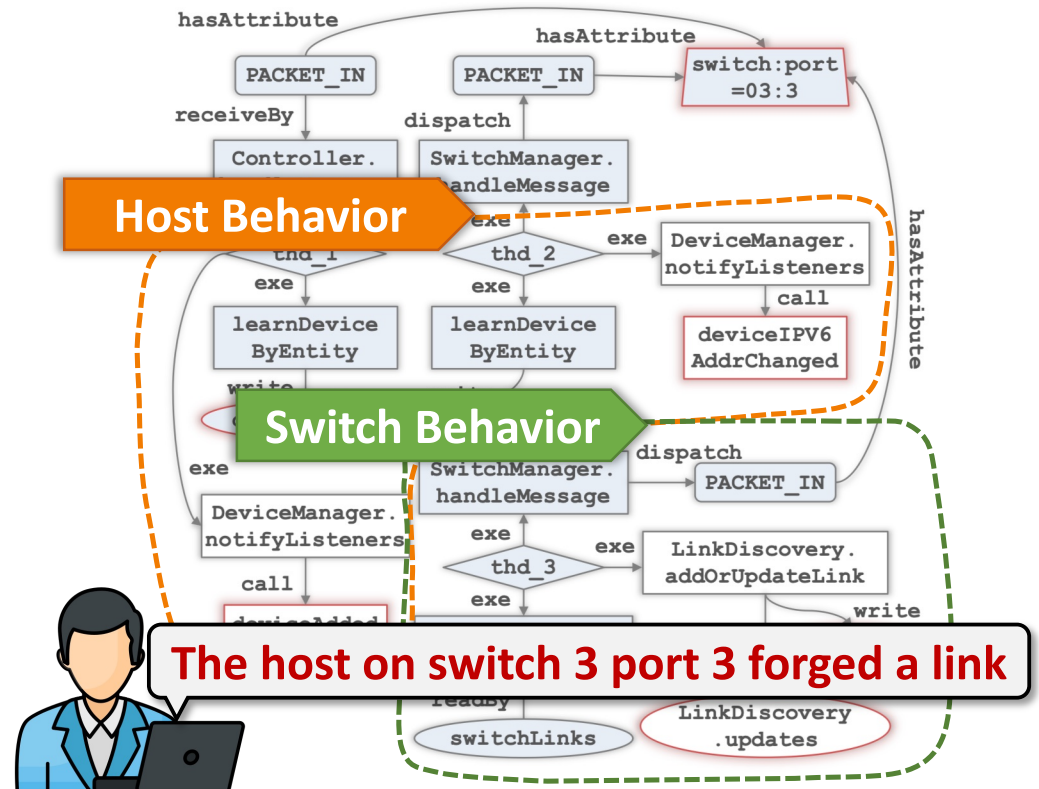 hasAttribute
hasAttribute
PACKET_IN
PACKET_IN
switch:port
=03:3
receiveBy
dispatch
Controller.
SwitchManager.
handleMessage
Host Behavior
exe
thd_1
thd_2
exe
DeviceManager.
notifyListeners
hasAttribute
exe
exe
call
learnDevice
ByEntity
learnDevice
ByEntity
deviceIPV6
AddrChanged
write
Switch Behavior
dispatch
exe
SwitchManager.
handleMessage
PACKET_IN
DeviceManager.
notifyListeners
exe
exe
thd_3
LinkDiscovery.
addOrUpdateLink
call
exe
write
deviceAdded
The host on switch 3 port 3 forged a link
readBy
switchLinks
LinkDiscovery
.updates